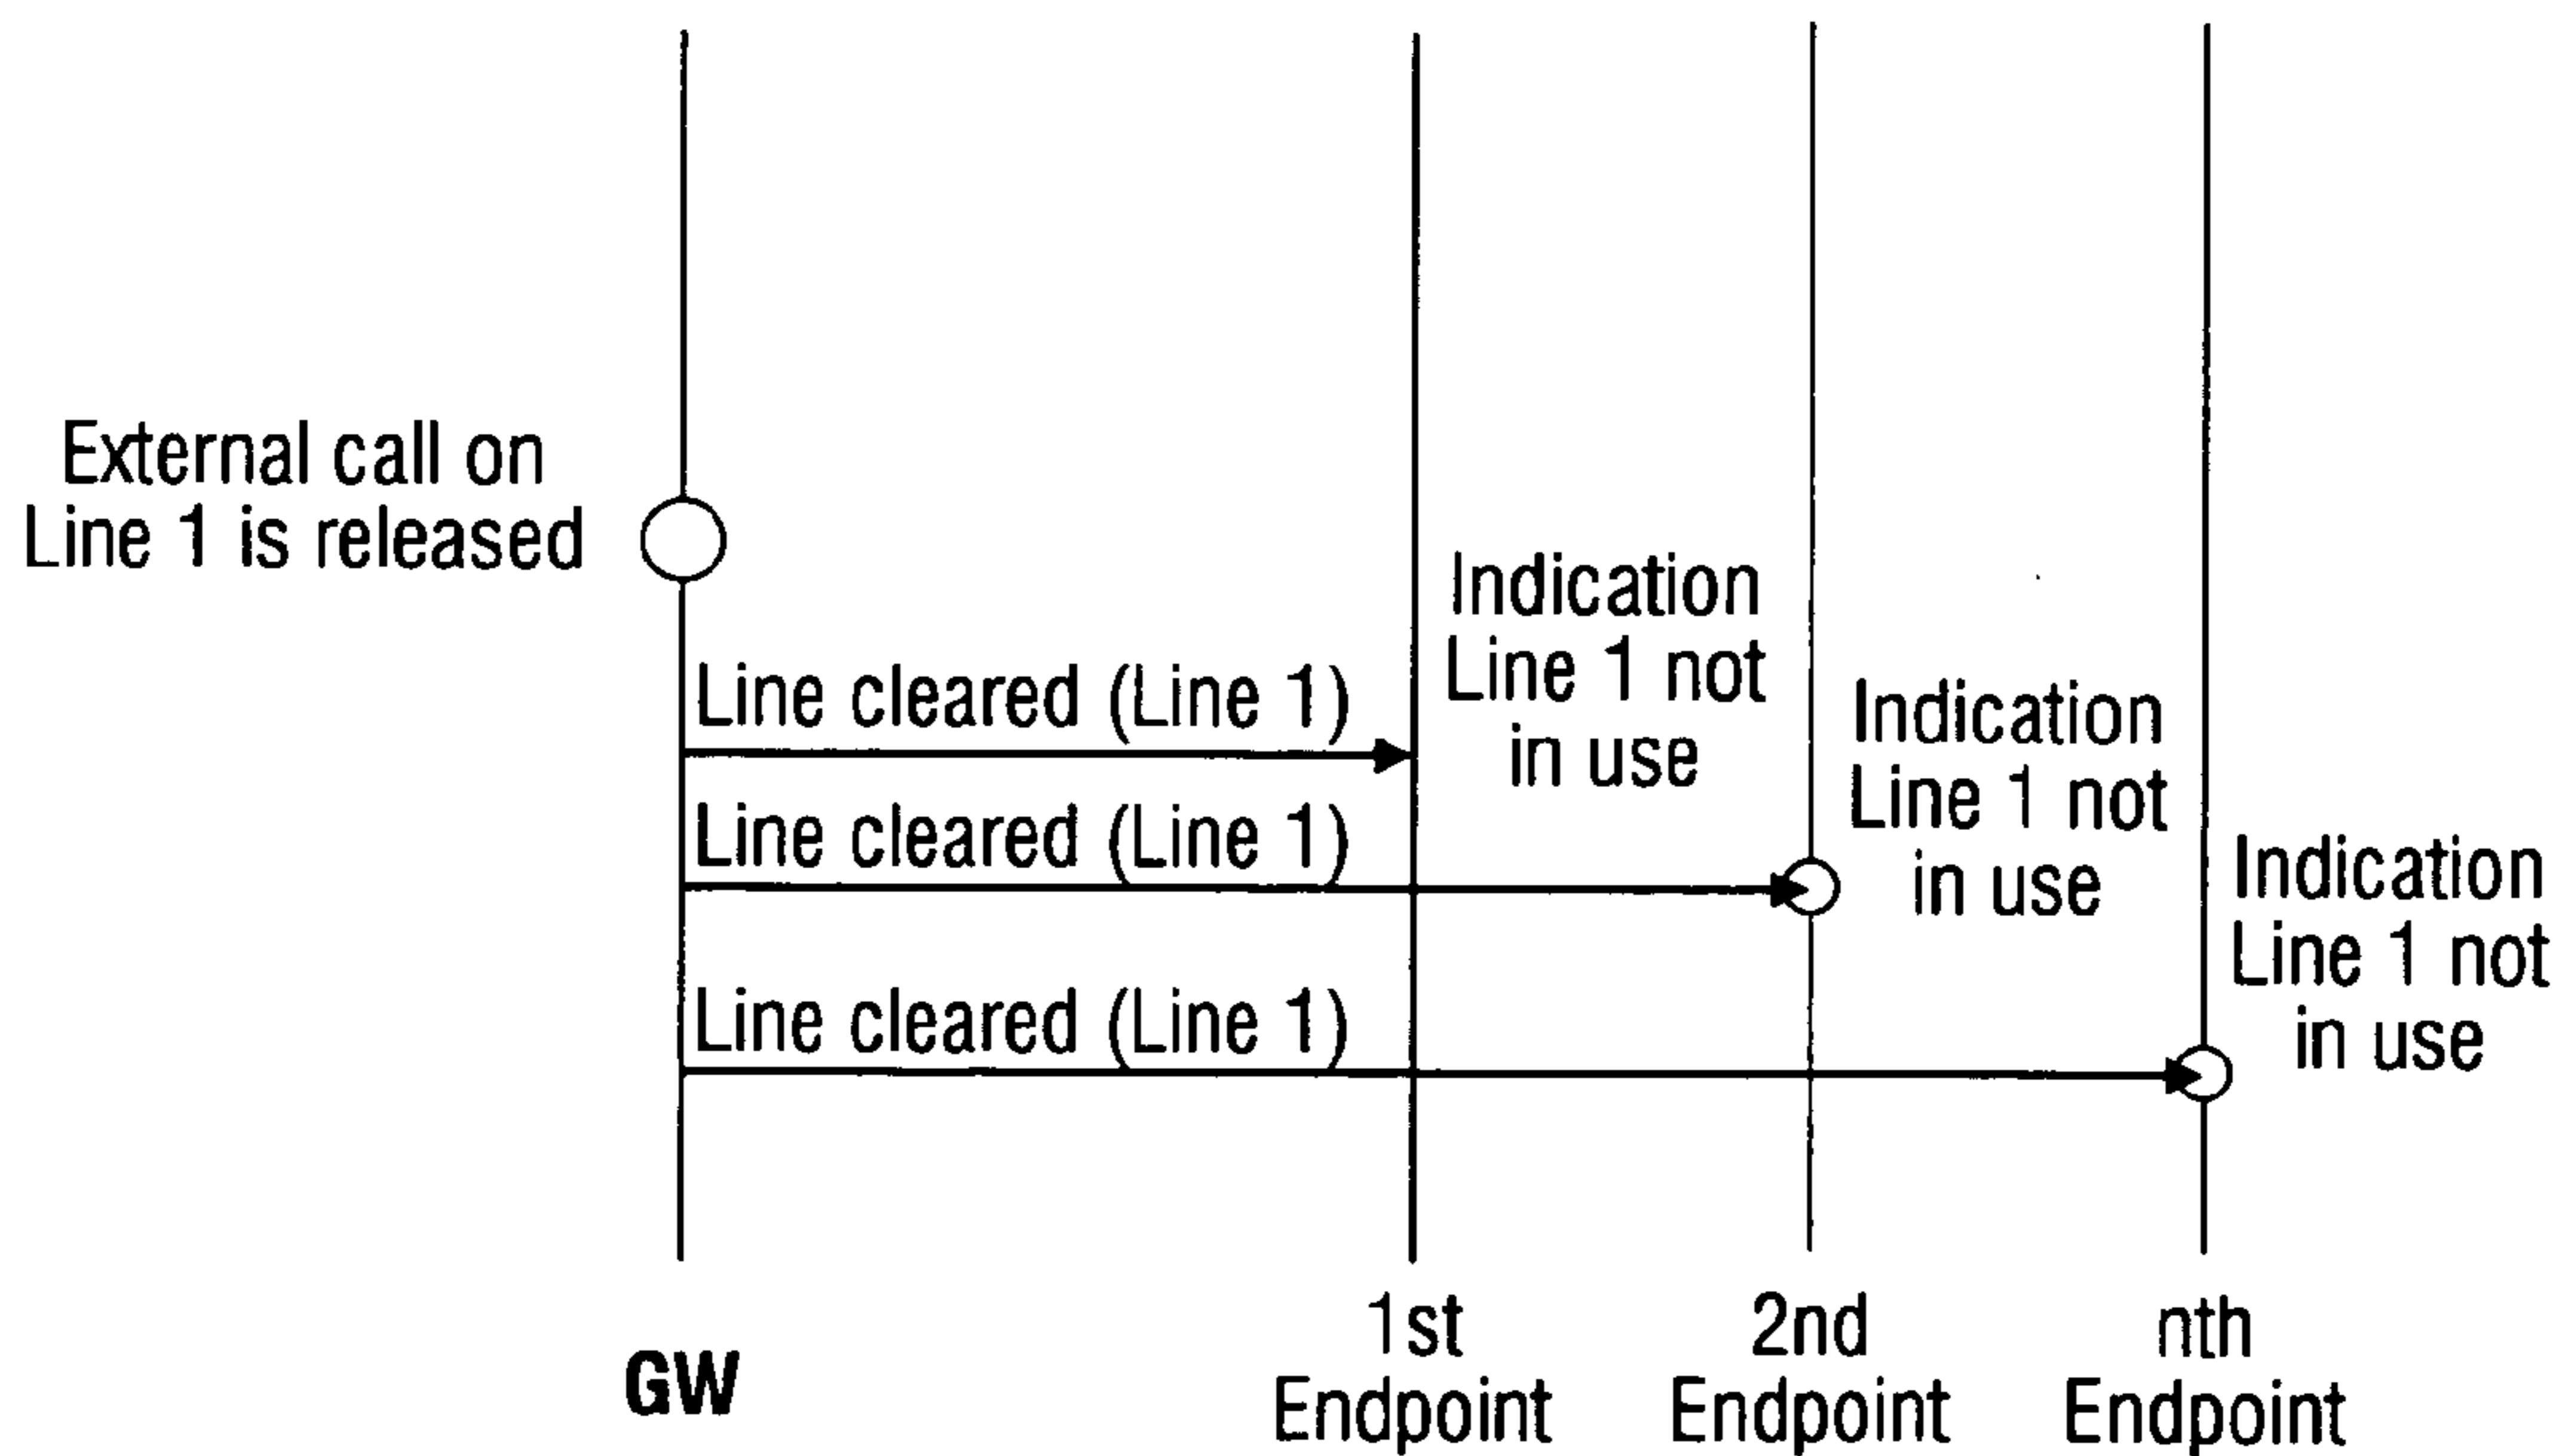 External call on
Line 1 is released
Indication
Line 1 not
in use
Line cleared (Line 1)
Indication
Line 1 not
in use
Line cleared (Line 1)
Indication
Line 1 not
in use
Line cleared (Line 1)
GW
1st
Endpoint
2nd
Endpoint
nth
Endpoint